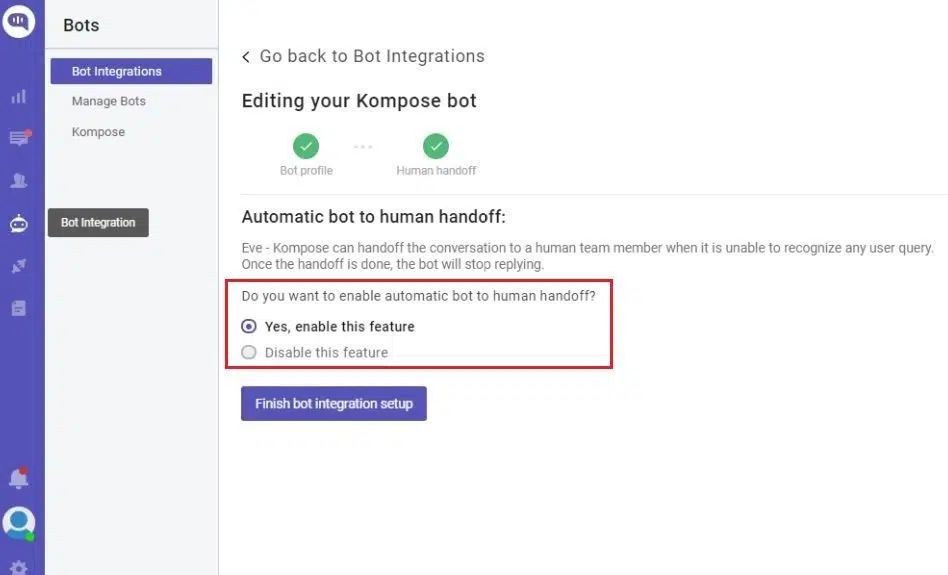 Bots
Bot Integrations
Manage Bots
Kompose
Bot Integration
Go back to Bot Integrations
Editing your Kompose bot
Bot profile
Human handoff
Automatic bot to human handoff:
Eve - Kompose can handoff the conversation to a human team member when it is unable to recognize any user query.
Once the handoff is done, the bot will stop replying.
Do you want to enable automatic bot to human handoff?
Yes, enable this feature
Disable this feature
Finish bot integration setup